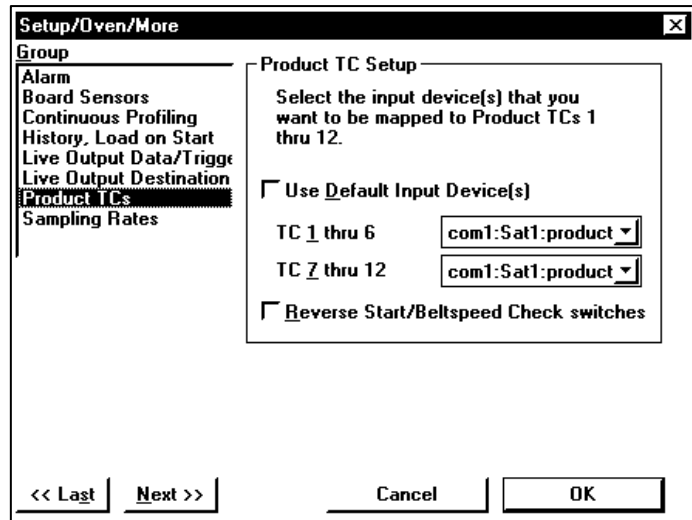 Setup/Oven/More
Group
Alarm
Board Sensors
Continuous Profiling
History, Load on Start
Live Output Data/Trigge
Live Output Destination
Product TCs
Sampling Rates
Product TC Setup
Select the input device(s) that you
want to be mapped to Product TCs 1
thru 12.
Use Default Input Device(s)
TC 1 thru 6 com1:Sat1:product
TC 7 thru 12 com1:Sat1:product
Reverse Start/Beltspeed Check switches
<< Last Next >> Cancel OK